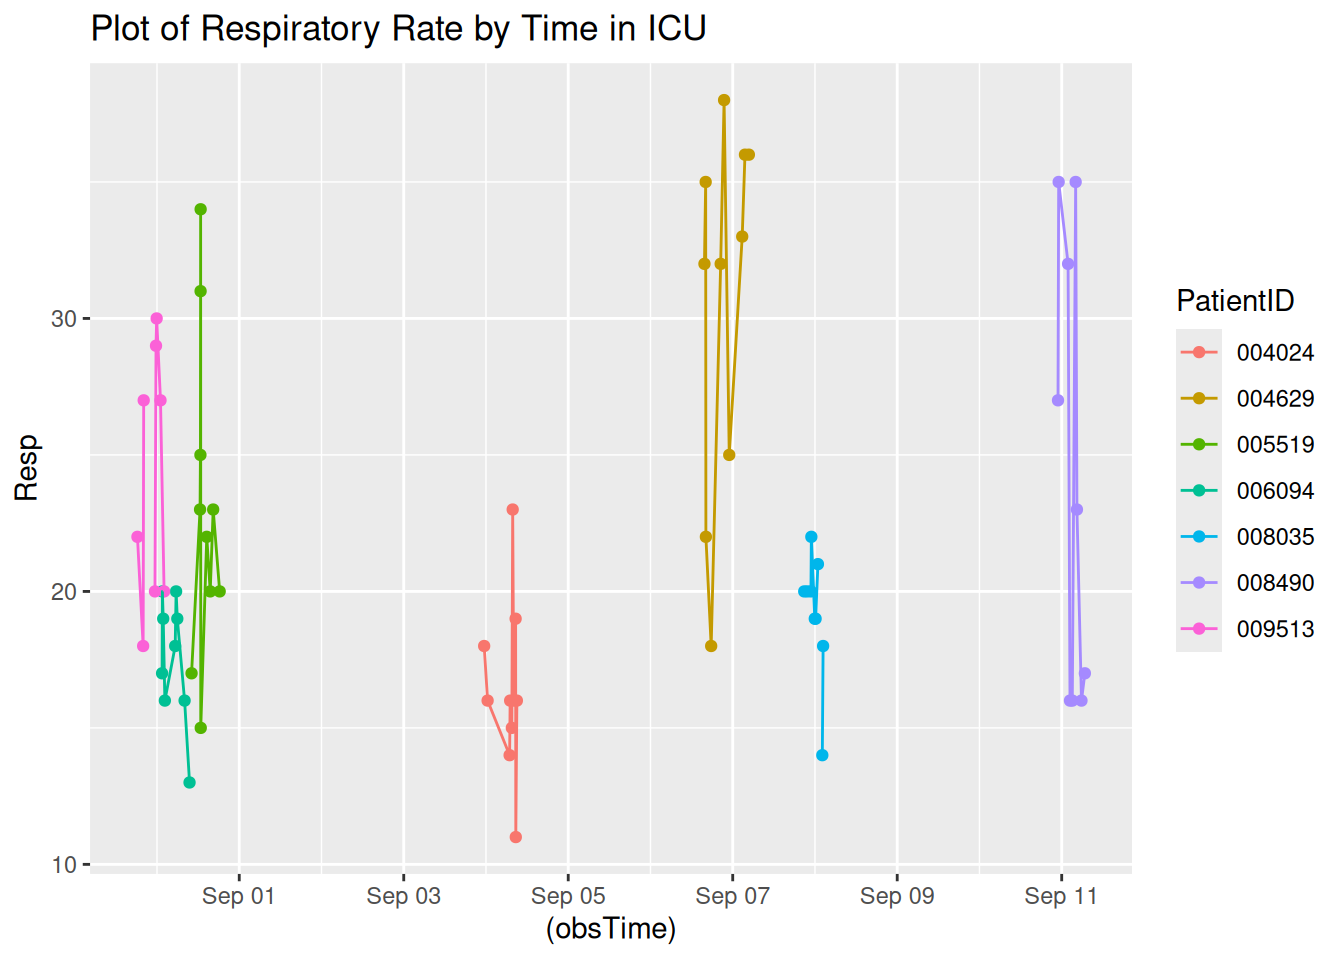 Plot of Respiratory Rate by Time in ICU
Resp
30
20
10
Sep 01
Sep 03
Sep 05
Sep 07
Sep 09
Sep 11
(obsTime)
PatientID
004024
004629
005519
006094
008035
008490
009513